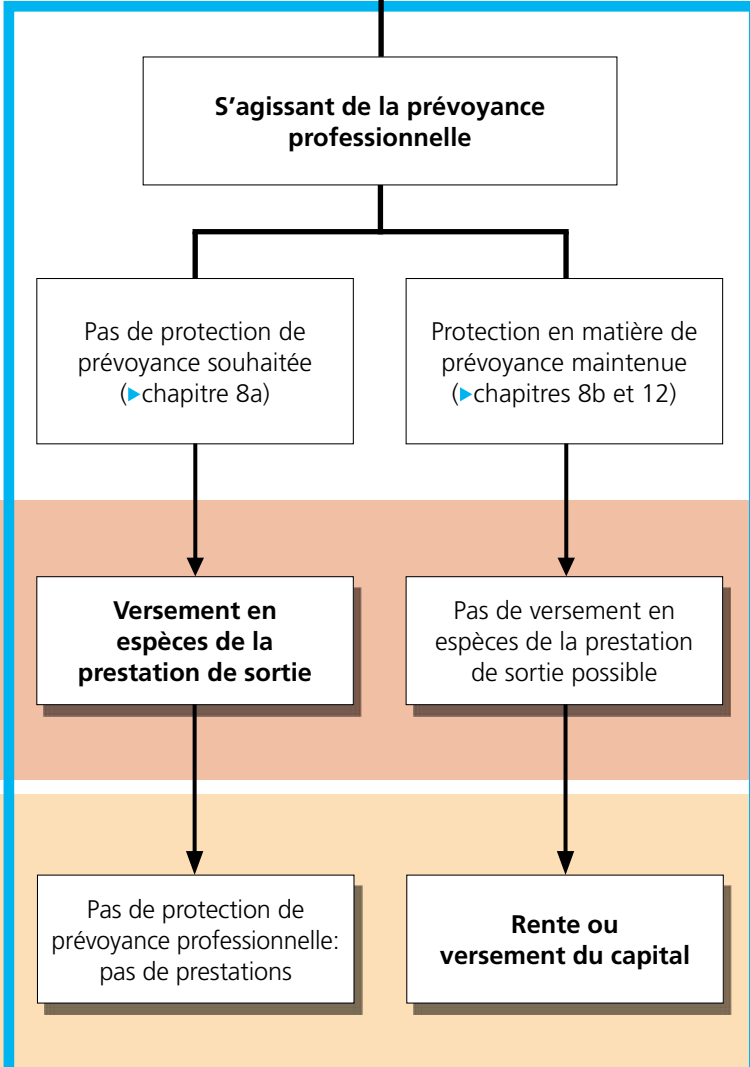 S’agissant de la prévoyance
professionnelle
Pas de protection de
prévoyance souhaitée
(▶chapitre 8a)
Protection en matière de
prévoyance maintenue
(▶chapitres 8b et 12)
Versement en
espèces de la
prestation de sortie
Pas de versement en
espèces de la prestation
de sortie possible
Pas de protection de
prévoyance professionnelle:
pas de prestations
Rente ou
versement du capital